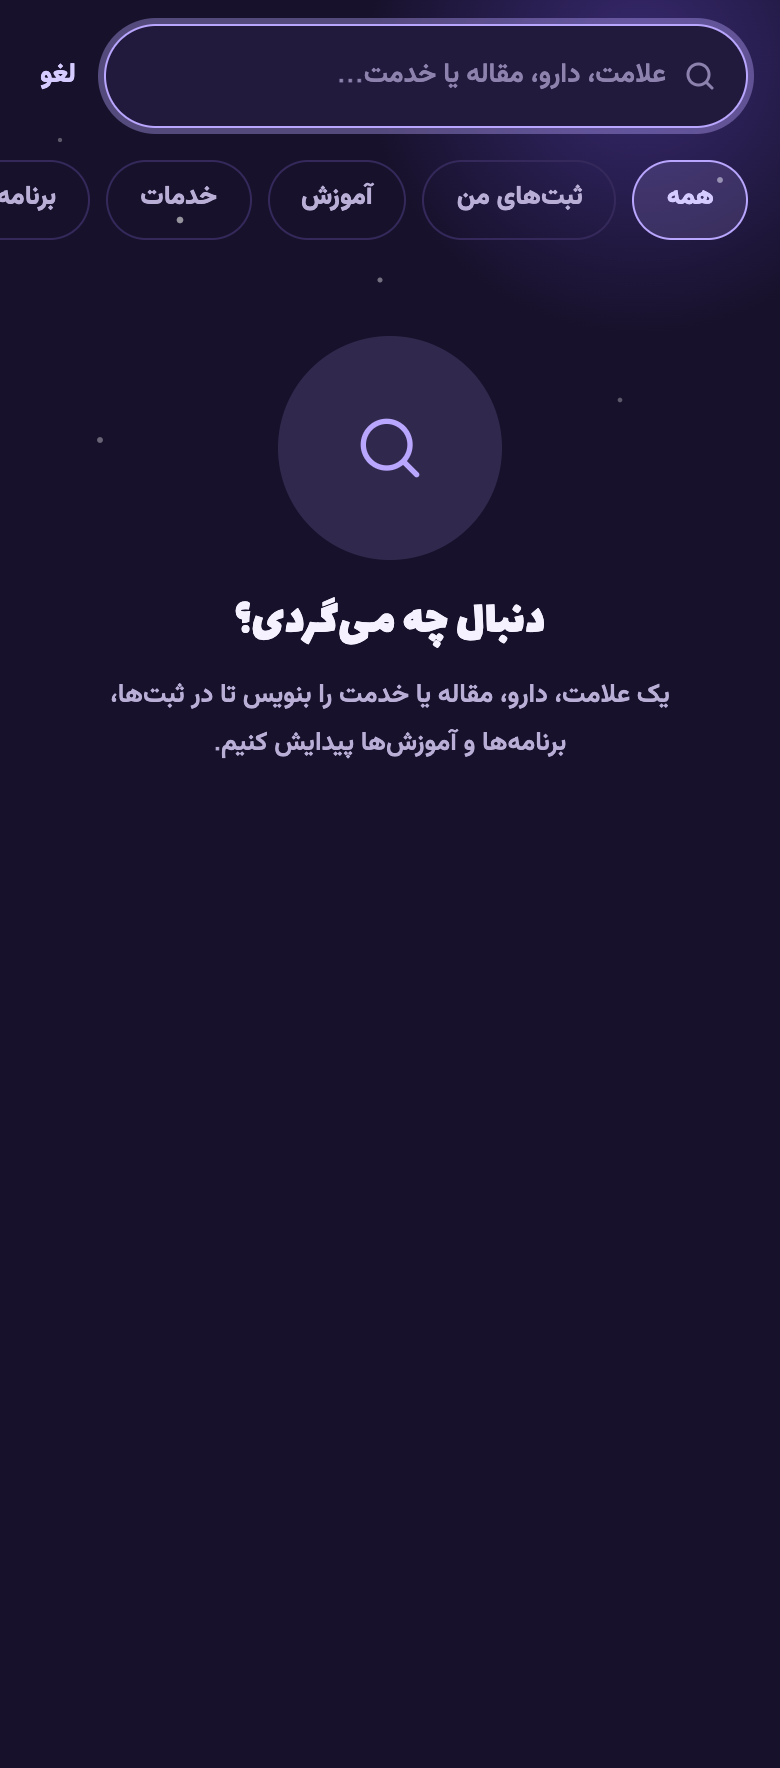 علامت، دارو، مقاله یا خدمت...
لغو
همه
ثبت‌های من
آموزش
خدمات
برنامه
دنبال چه می‌گردی؟
یک علامت، دارو، مقاله یا خدمت را بنویس تا در ثبت‌ها،
برنامه‌ها و آموزش‌ها پیدایش کنیم.